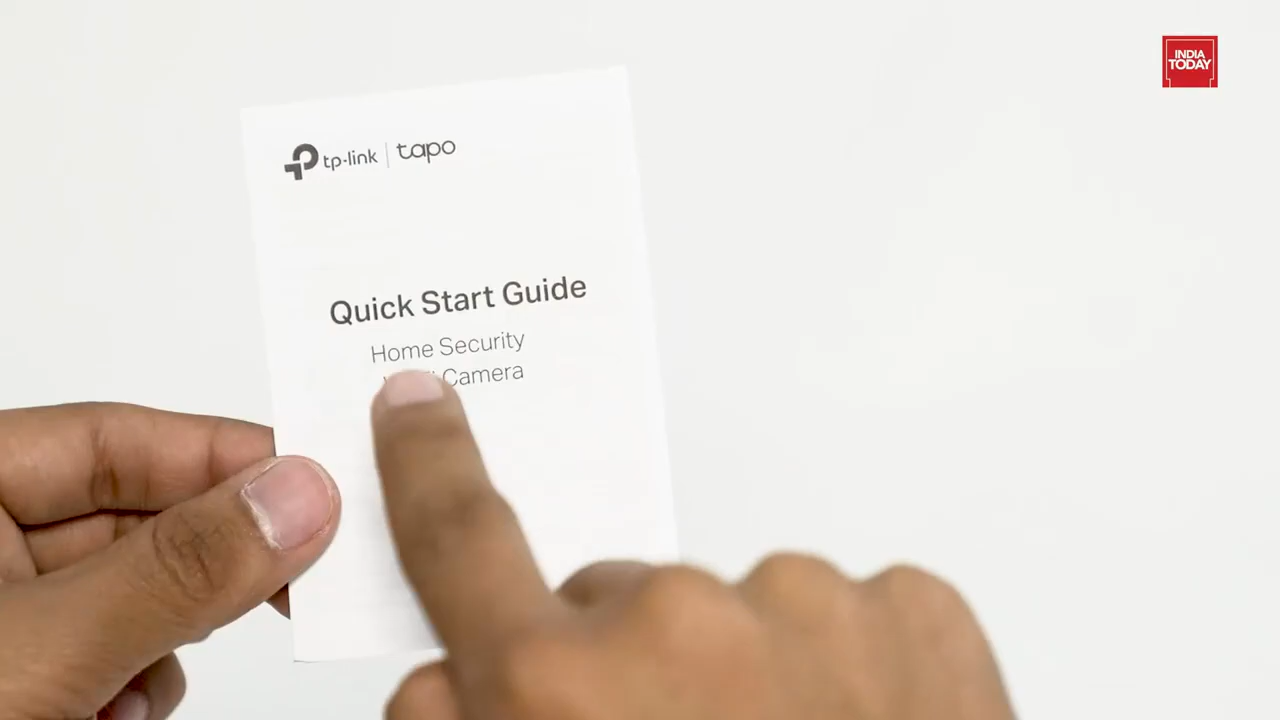 tp-link | tapo
Quick Start Guide
Home Security
Camera
INDIA
TODAY